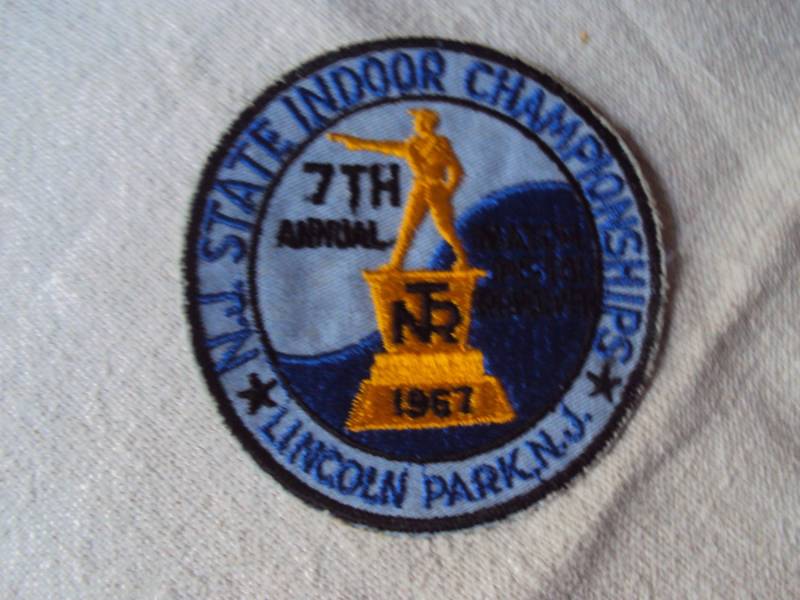 N.J. STATE INDOOR CHAMPIONSHIPS
7TH
ANNUAL
NTR
1967
LINCOLN PARK, N.J.